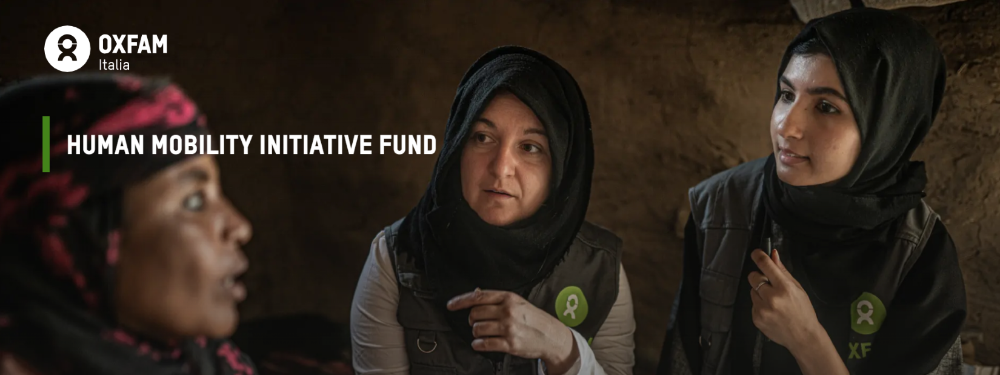 OXFAM
Italia
HUMAN MOBILITY INITIATIVE FUND
XF